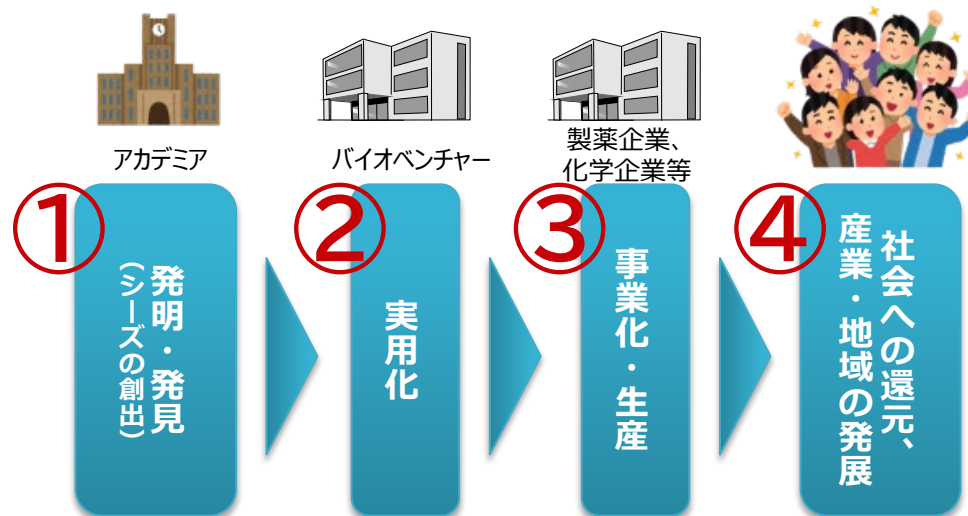 アカデミア
①
発明・発見
(シーズの創出)
バイオベンチャー
②
実用化
製薬企業、
化学企業等
③
事業化・生産
④
社会への還元、
産業・地域の発展